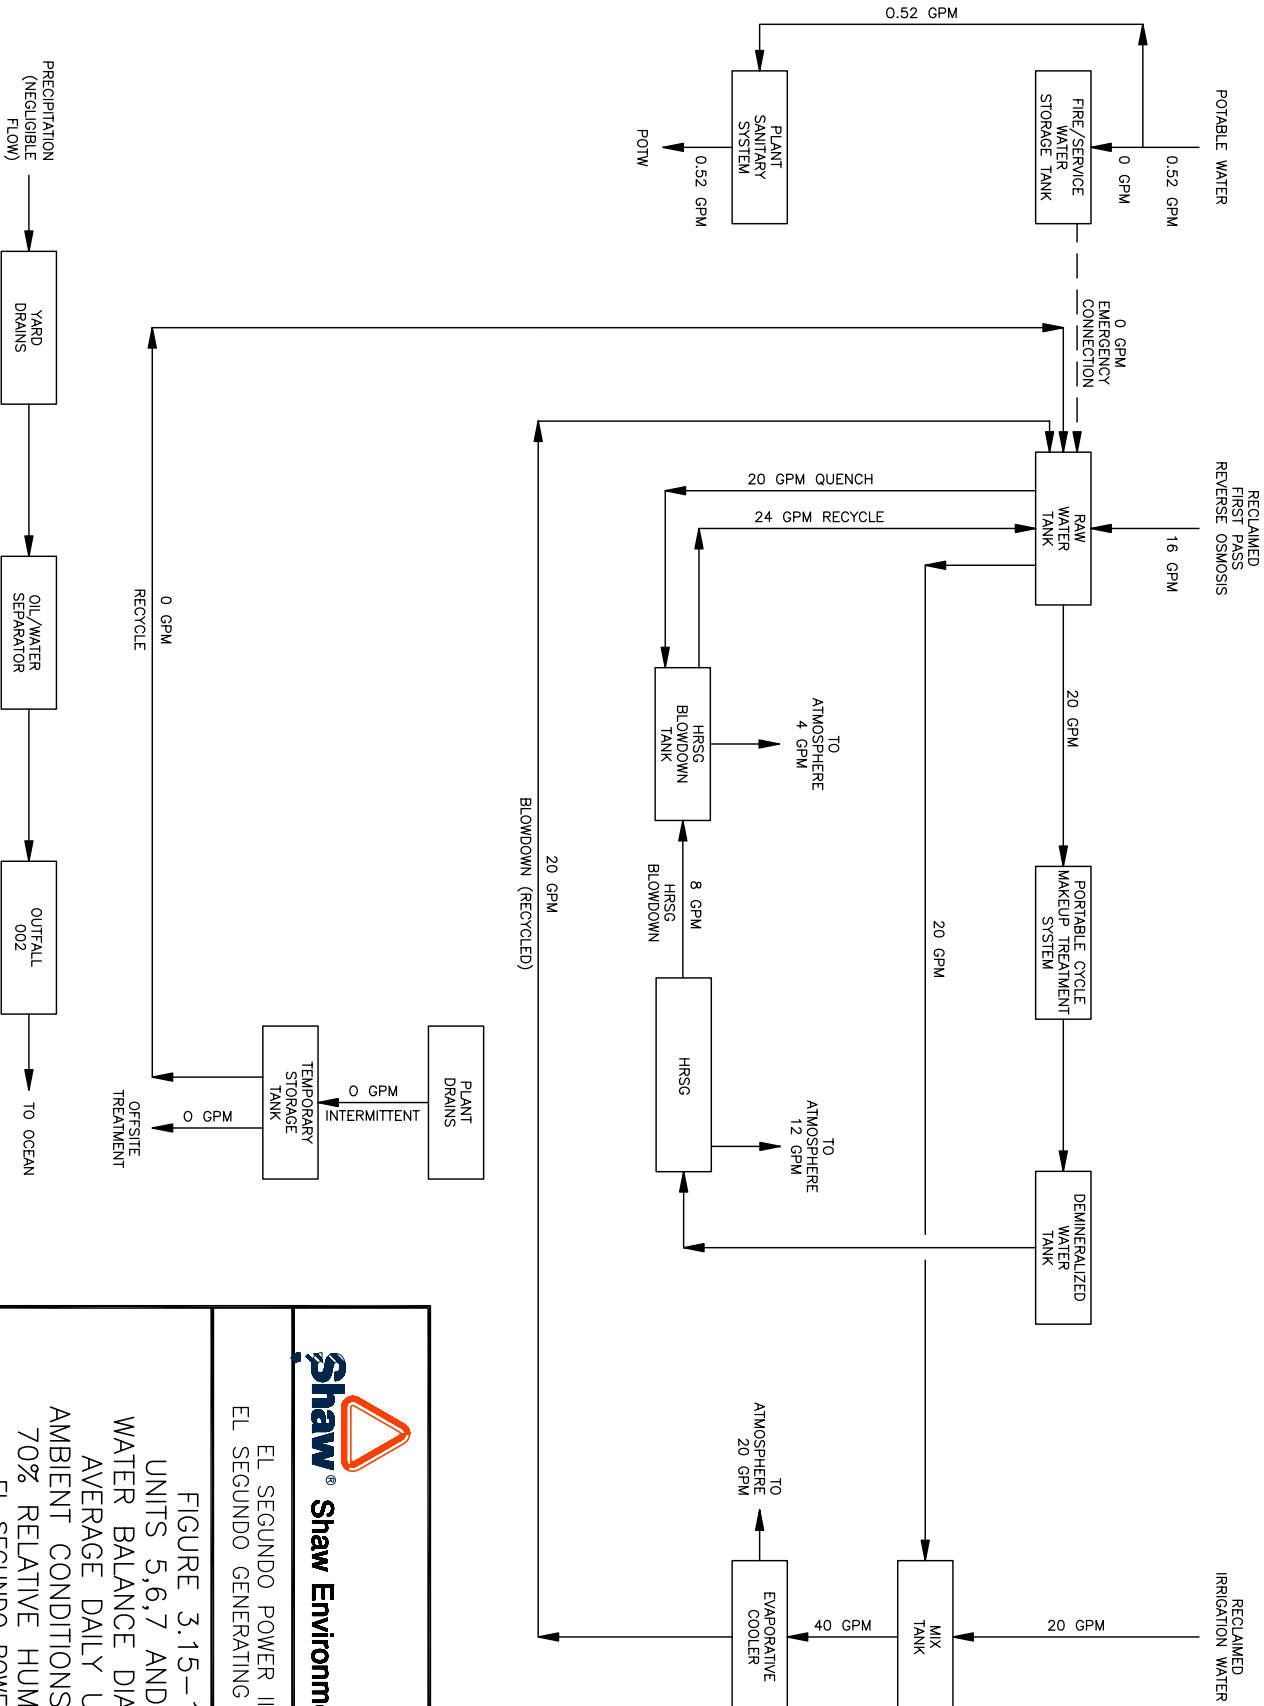 POTABLE WATER
0.52 GPM
0 GPM
0.52 GPM
FIRE/SERVICE
WATER
STORAGE TANK
PLANT
SANITARY
SYSTEM
0.52 GPM
POTW
0 GPM
EMERGENCY
CONNECTION
RECLAIMED
FIRST PASS
REVERSE OSMOSIS
16 GPM
RAW
WATER
TANK
20 GPM QUENCH
24 GPM RECYCLE
20 GPM
PORTABLE CYCLE
MAKEUP TREATMENT
SYSTEM
DEMINERALIZED
WATER
TANK
20 GPM
TO
ATMOSPHERE
4 GPM
HRSG
BLOWDOWN
TANK
8 GPM
HRSG
BLOWDOWN
HRSG
TO
ATMOSPHERE
12 GPM
RECLAIMED
IRRIGATION WATER
20 GPM
MIX
TANK
40 GPM
EVAPORATIVE
COOLER
TO
ATMOSPHERE
20 GPM
20 GPM
BLOWDOWN (RECYCLED)
PLANT
DRAINS
0 GPM
INTERMITTENT
TEMPORARY
STORAGE
TANK
0 GPM
OFFSITE
TREATMENT
0 GPM
RECYCLE
PRECIPITATION
(NEGLIGIBLE
FLOW)
YARD
DRAINS
OIL/WATER
SEPARATOR
OUTFALL
002
TO OCEAN
Shaw® Shaw Environm
EL SEGUNDO POWER
EL SEGUNDO GENERATING
FIGURE 3.15-
UNITS 5,6,7 AND
WATER BALANCE DIA
AVERAGE DAILY U
AMBIENT CONDITIONS
70% RELATIVE HUM
EL SEGUNDO POWE